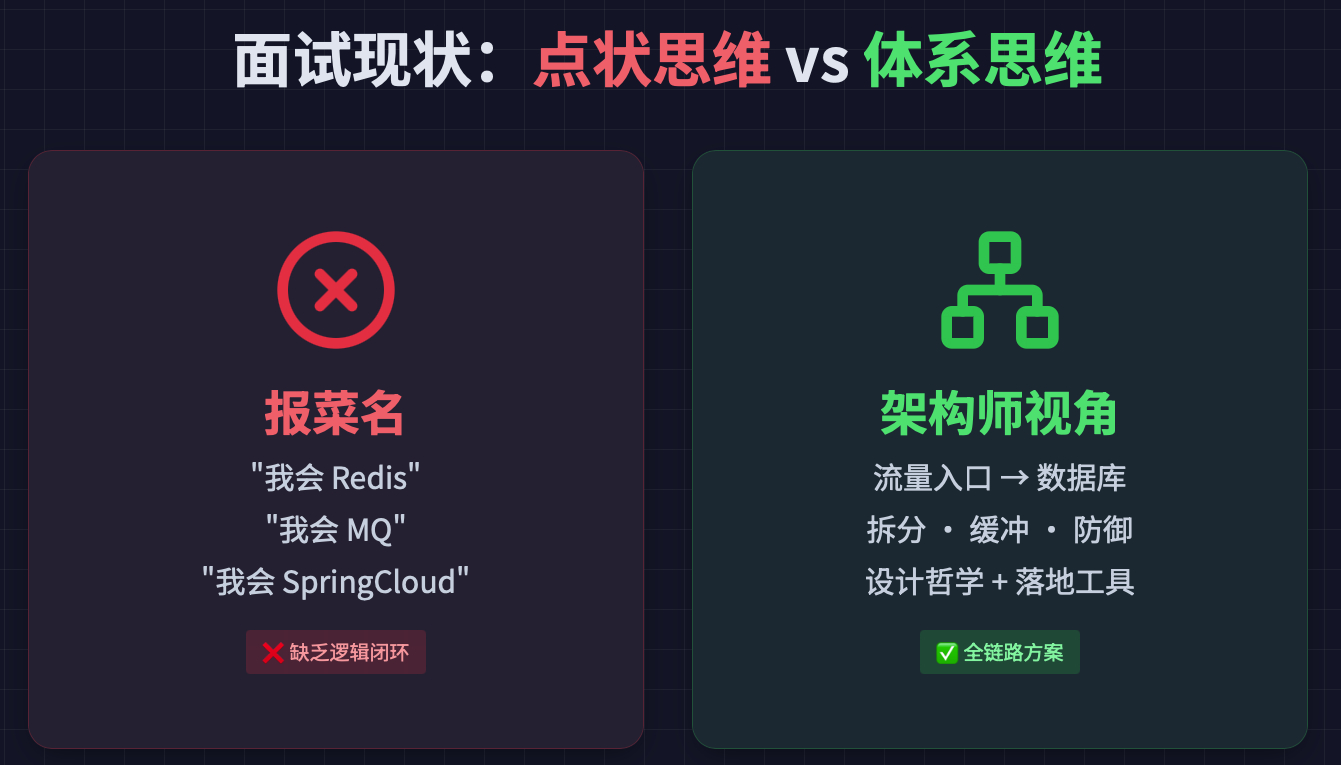 面试现状：点状思维 vs 体系思维
报菜名
"我会 Redis"
"我会 MQ"
"我会 SpringCloud"
❌ 缺乏逻辑闭环
架构师视角
流量入口 → 数据库
拆分 · 缓冲 · 防御
设计哲学 + 落地工具
✅ 全链路方案